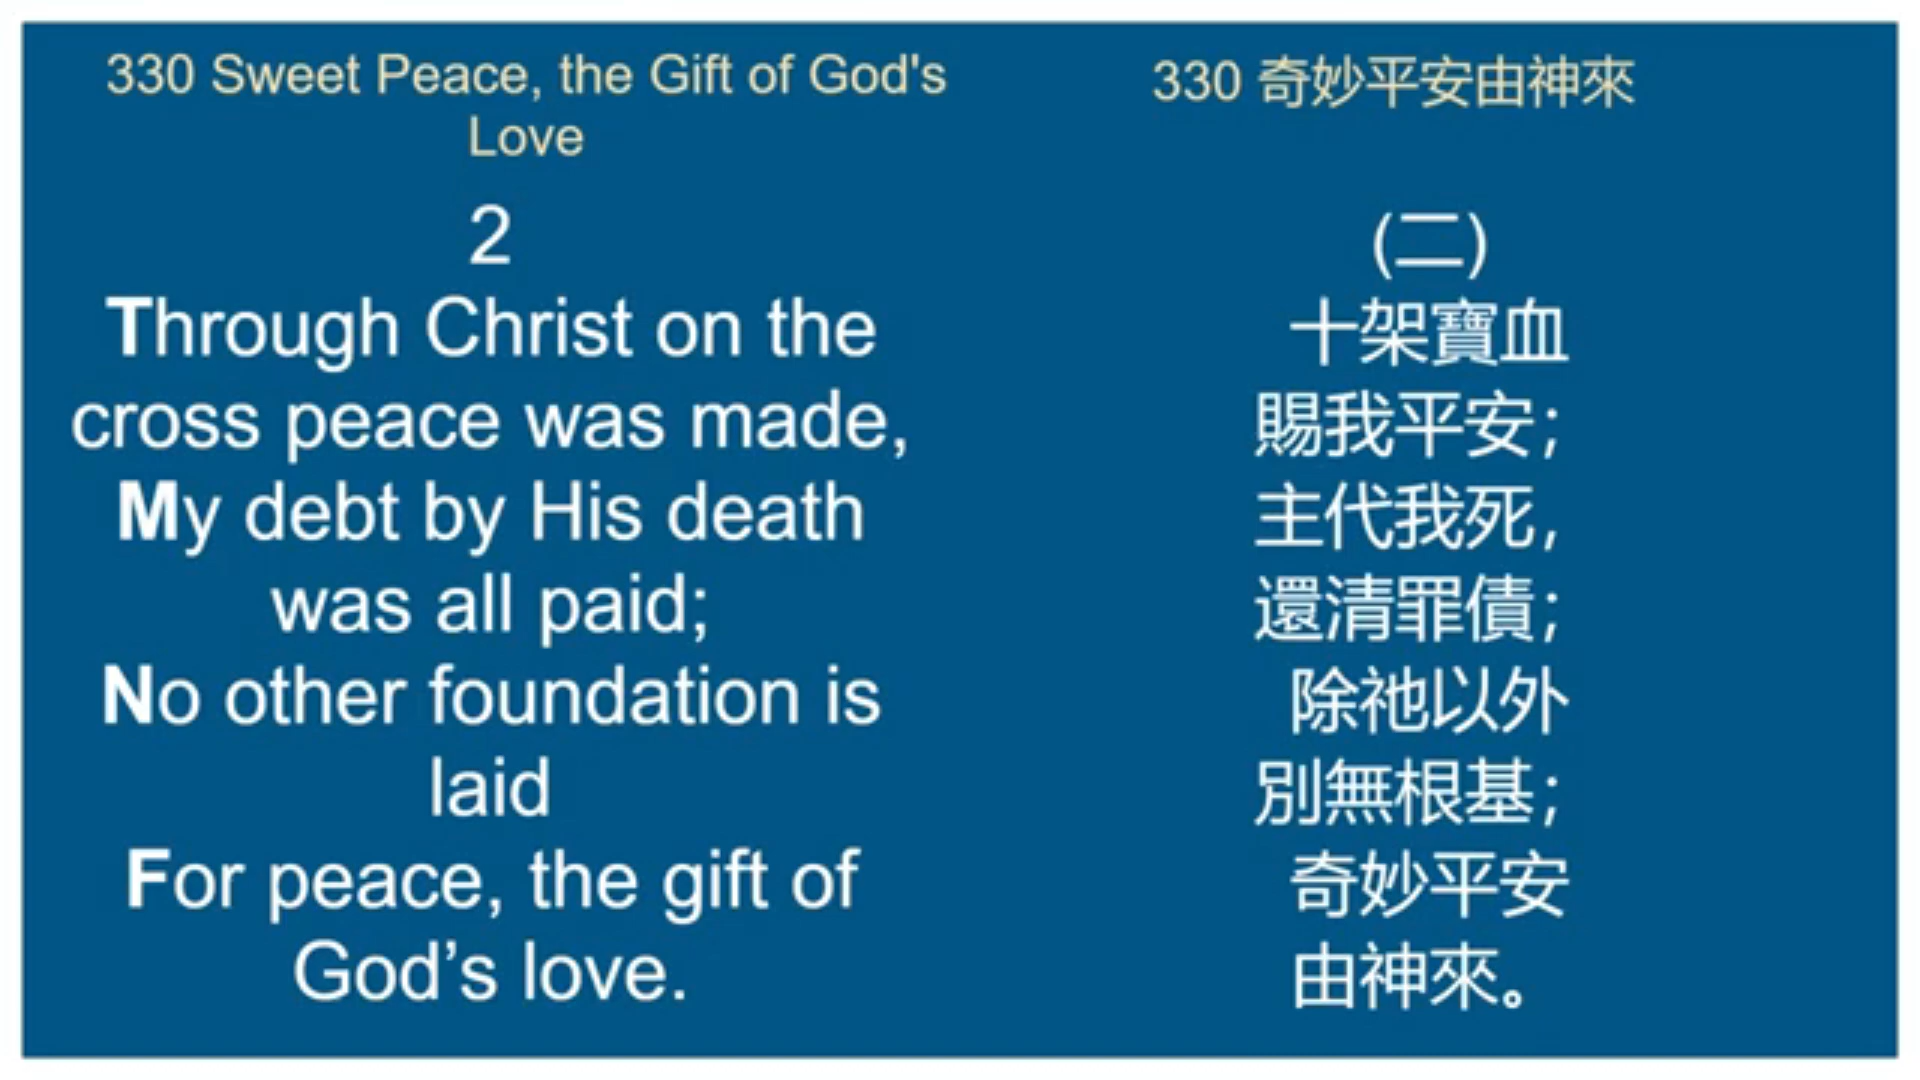 330 Sweet Peace, the Gift of God's
Love
2
Through Christ on the
cross peace was made,
My debt by His death
was all paid;
No other foundation is
laid
For peace, the gift of
God’s love.
330 奇妙平安由神來
(二)
十架寶血
賜我平安；
主代我死，
還清罪債；
除祂以外
別無根基；
奇妙平安
由神來。